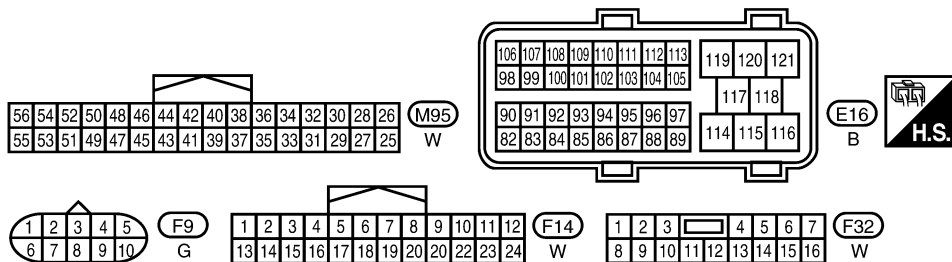 106 107 108 109 110 111 112 113 119 120 121
98 99 100 101 102 103 104 105
117 118
56 54 52 50 48 46 44 42 40 38 36 34 32 30 28 26 M95
55 53 51 49 47 45 43 41 39 37 35 33 31 29 27 25 W
90 91 92 93 94 95 96 97 E16
82 83 84 85 86 87 88 89 114 115 116 B
H.S.
1 2 3 4 5 F9
6 7 8 9 10 G
1 2 3 4 5 6 7 8 9 10 11 12 F14
13 14 15 16 17 18 19 20 20 22 23 24 W
1 2 3 4 5 6 7 F32
8 9 10 11 12 13 14 15 16 W